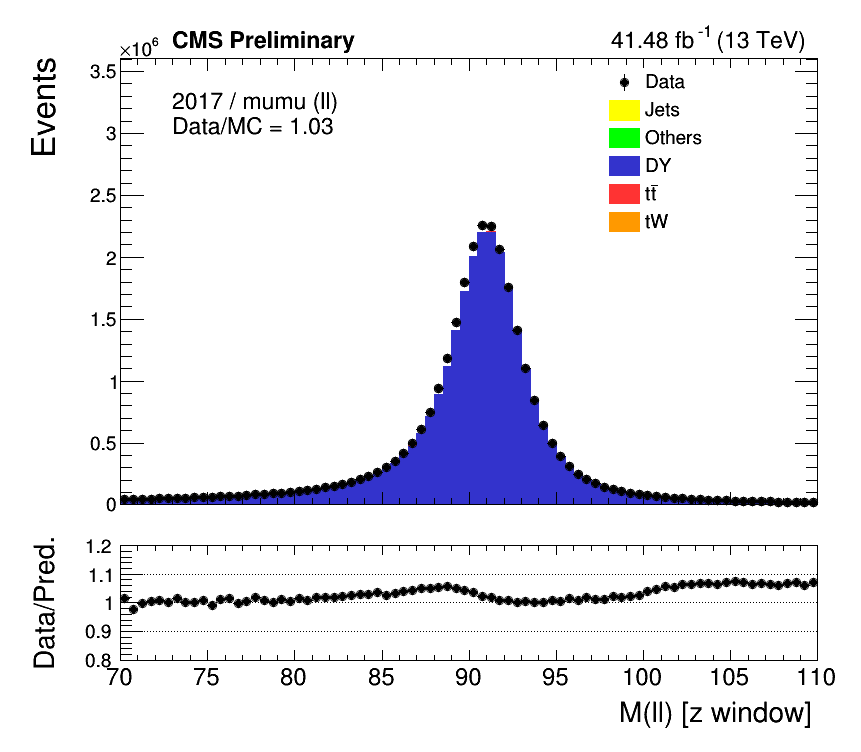 ×10⁶ CMS Preliminary 41.48 fb⁻¹ (13 TeV)
Events
3.5
3
2.5
2
1.5
1
0.5
0
2017 / mumu (ll)
Data/MC = 1.03
Data
Jets
Others
DY
tt̄
tW
Data/Pred.
1.2
1.1
1
0.9
0.8
70 75 80 85 90 95 100 105 110
M(ll) [z window]